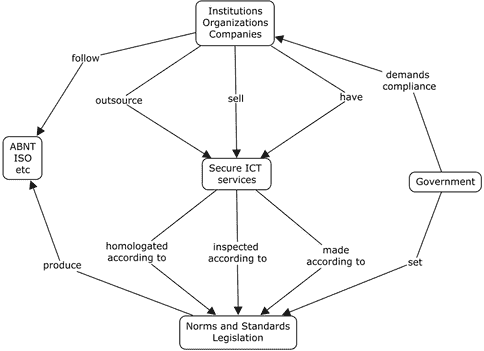 Institutions
Organizations
Companies
follow
demands
compliance
outsource
sell
have
ABNT
ISO
etc
Secure ICT
services
Government
homologated
according to
inspected
according to
made
according to
produce
set
Norms and Standards
Legislation